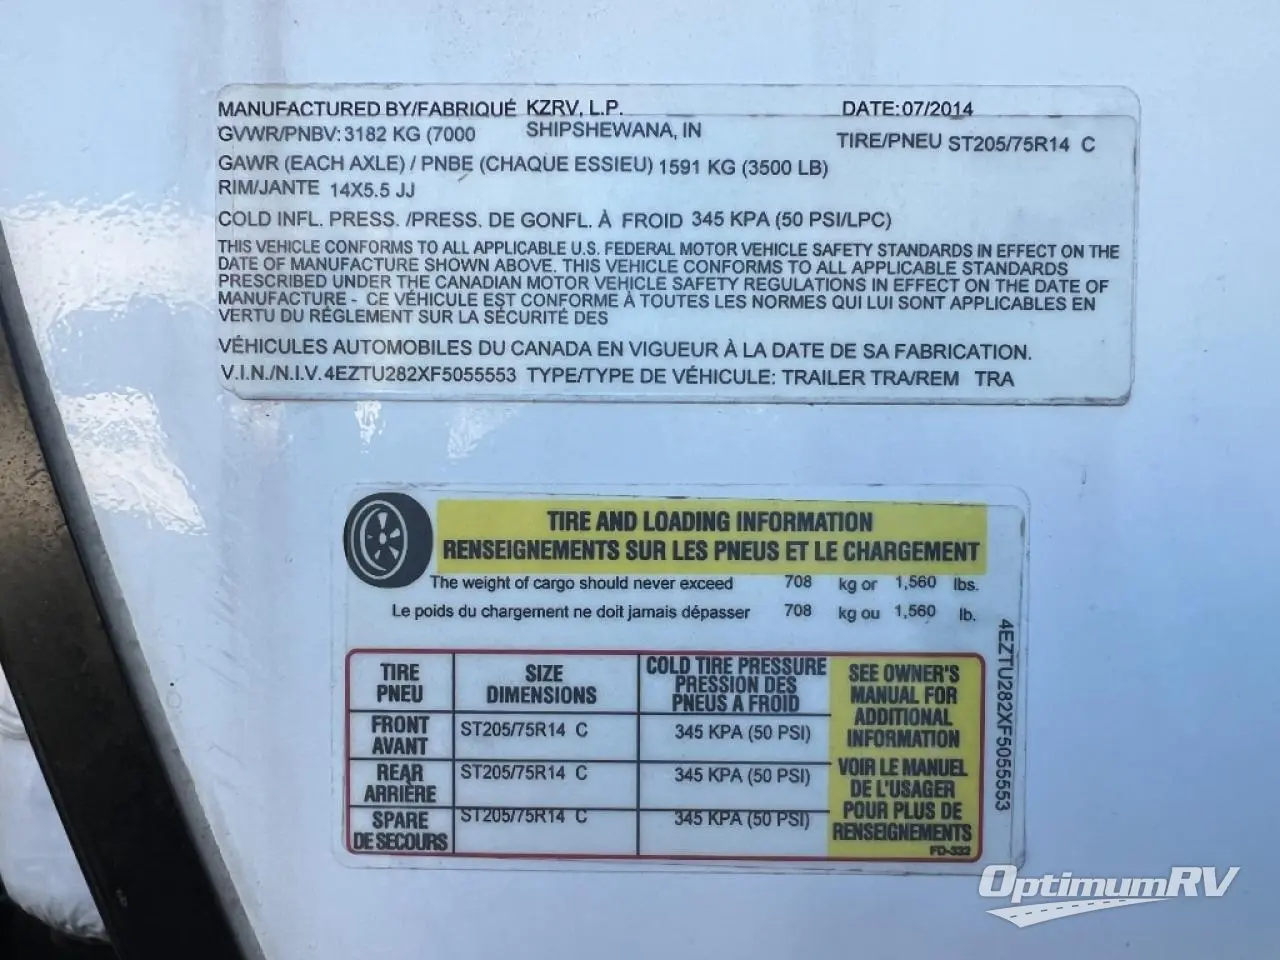 MANUFACTURED BY/FABRIQUÉ KZRV, L.P. DATE: 07/2014
GVWR/PNBV: 3182 KG (7000 SHIPSHEWANA, IN TIRE/PNEU ST205/75R14 C
GAWR (EACH AXLE) / PNBE (CHAQUE ESSIEU) 1591 KG (3500 LB)
RIM/JANTE 14X5.5 JJ
COLD INFL. PRESS. /PRESS. DE GONFL. À FROID 345 KPA (50 PSI/LPC)
THIS VEHICLE CONFORMS TO ALL APPLICABLE U.S. FEDERAL MOTOR VEHICLE SAFETY STANDARDS IN EFFECT ON THE
DATE OF MANUFACTURE SHOWN ABOVE. THIS VEHICLE CONFORMS TO ALL APPLICABLE STANDARDS
PRESCRIBED UNDER THE CANADIAN MOTOR VEHICLE SAFETY REGULATIONS IN EFFECT ON THE DATE OF
MANUFACTURE - CE VÉHICULE EST CONFORME À TOUTES LES NORMES QUI LUI SONT APPLICABLES EN
VERTU DU RÉGLEMENT SUR LA SÉCURITÉ DES
VÉHICULES AUTOMOBILES DU CANADA EN VIGUEUR À LA DATE DE SA FABRICATION.
V.I.N./N.I.V. 4EZTU282XF5055553 TYPE/TYPE DE VÉHICULE: TRAILER TRA/REM TRA
TIRE AND LOADING INFORMATION
RENSEIGNEMENTS SUR LES PNEUS ET LE CHARGEMENT
The weight of cargo should never exceed 708 kg or 1,560 lbs.
Le poids du chargement ne doit jamais dépasser 708 kg ou 1,560 lb.
TIRE
PNEU
SIZE
DIMENSIONS
COLD TIRE PRESSURE
PRESSION DES
PNEUS A FROID
FRONT
AVANT
ST205/75R14 C
345 KPA (50 PSI)
REAR
ARRIÈRE
ST205/75R14 C
345 KPA (50 PSI)
SPARE
DE SECOURS
ST205/75R14 C
345 KPA (50 PSI)
SEE OWNER'S
MANUAL FOR
ADDITIONAL
INFORMATION
VOIR LE MANUEL
DE L'USAGER
POUR PLUS DE
RENSEIGNEMENTS
FD-332
4EZTU282XF5055553
OptimumRV